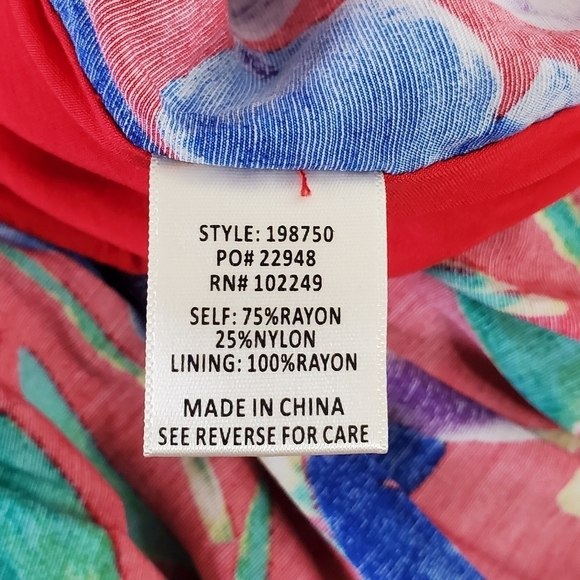 STYLE: 198750
PO# 22948
RN# 102249
SELF: 75%RAYON
25%NYLON
LINING: 100%RAYON
MADE IN CHINA
SEE REVERSE FOR CARE